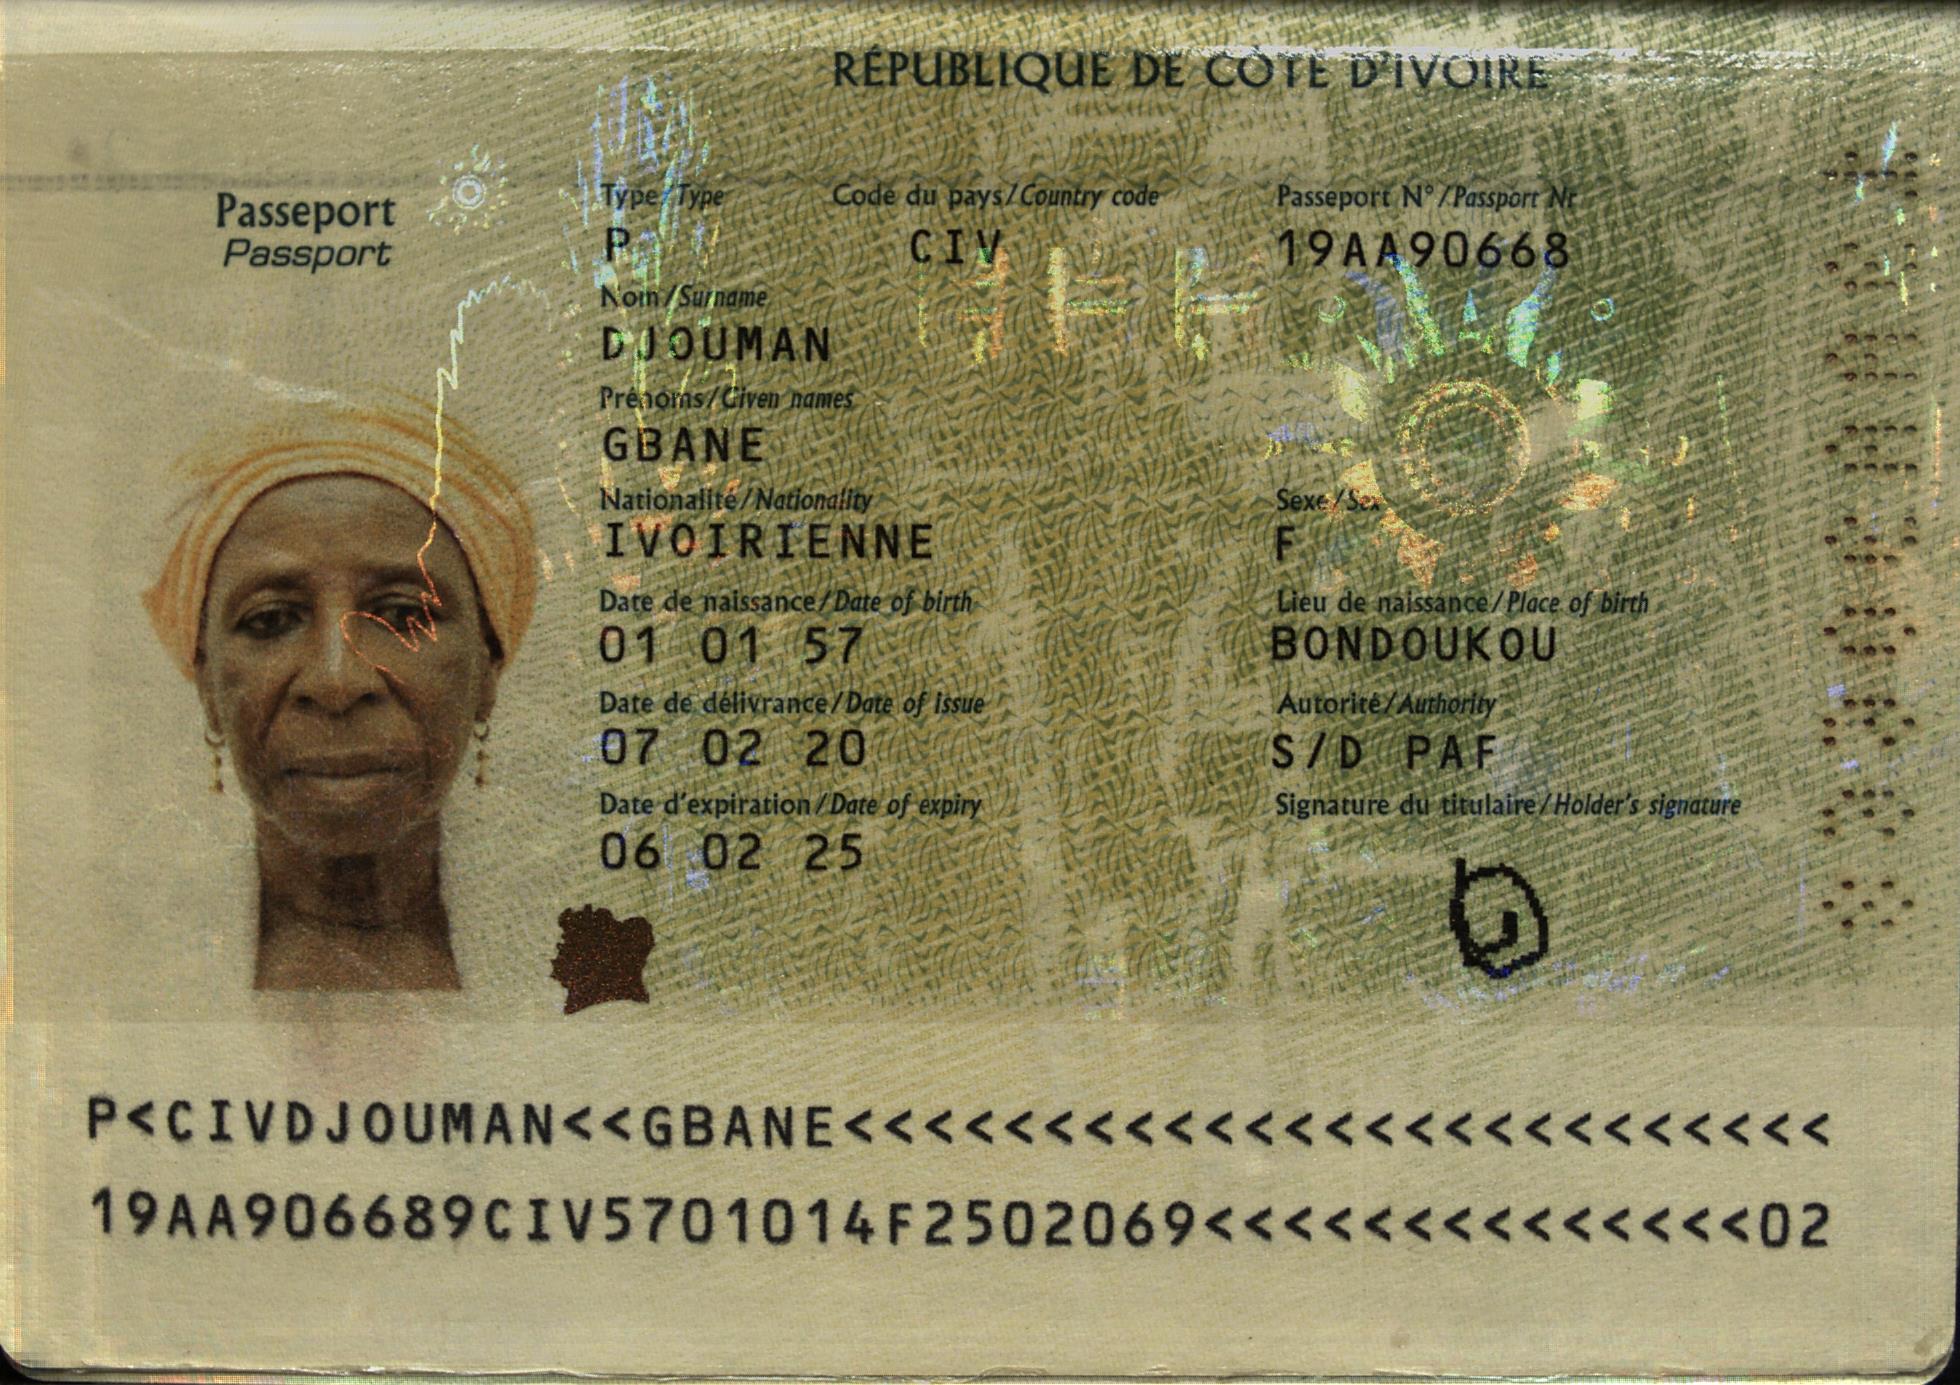 RÉPUBLIQUE DE CÔTE D'IVOIRE
Passeport
Passport
Type/Type Code du pays/Country code Passeport N°/Passport Nr
P CIV 19AA90668
Nom/Surname
DJOUMAN
Prénoms/Given names
GBANE
Nationalité/Nationality Sexe/Sex
IVOIRIENNE F
Date de naissance/Date of birth Lieu de naissance/Place of birth
01 01 57 BONDOUKOU
Date de délivrance/Date of issue Autorité/Authority
07 02 20 S/D PAF
Date d'expiration/Date of expiry Signature du titulaire/Holder's signature
06 02 25
P<CIVDJOUMAN<<GBANE<<<<<<<<<<<<<<<<<<<<<<<<<
19AA906689CIV5701014F2502069<<<<<<<<<<<<<<02